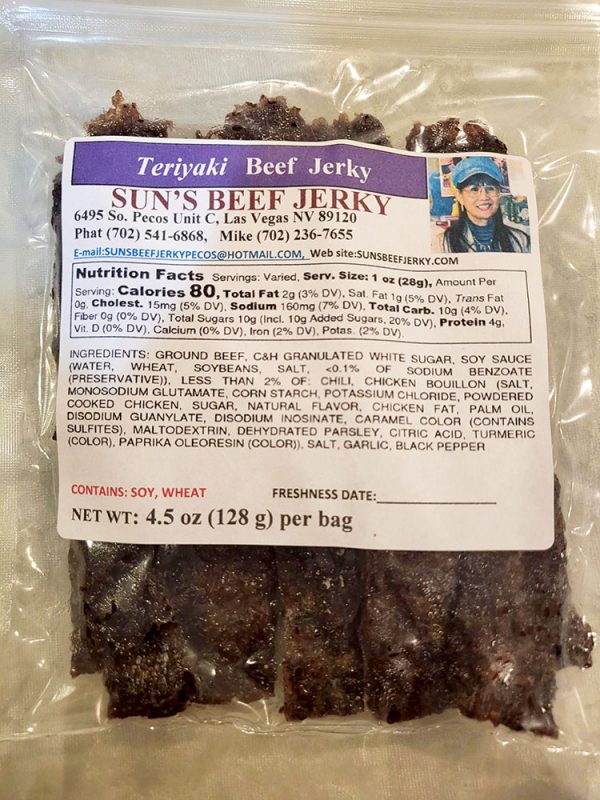 Teriyaki Beef Jerky
SUN'S BEEF JERKY
6495 So. Pecos Unit C, Las Vegas NV 89120
Phat (702) 541-6868, Mike (702) 236-7655
E-mail:SUNSBEEFJERKYPECOS@HOTMAIL.COM, Web site:SUNSBEEFJERKY.COM
Nutrition Facts Servings: Varied, Serv. Size: 1 oz (28g), Amount Per
Serving: Calories 80, Total Fat 2g (3% DV), Sat. Fat 1g (5% DV), Trans Fat
0g, Cholest. 15mg (5% DV), Sodium 160mg (7% DV), Total Carb. 10g (4% DV),
Fiber 0g (0% DV), Total Sugars 10g (Incl. 10g Added Sugars, 20% DV), Protein 4g,
Vit. D (0% DV), Calcium (0% DV), Iron (2% DV), Potas. (2% DV).
INGREDIENTS: GROUND BEEF, C&H GRANULATED WHITE SUGAR, SOY SAUCE
(WATER, WHEAT, SOYBEANS, SALT, <0.1% OF SODIUM BENZOATE
(PRESERVATIVE)), LESS THAN 2% OF: CHILI, CHICKEN BOUILLON (SALT,
MONOSODIUM GLUTAMATE, CORN STARCH, POTASSIUM CHLORIDE, POWDERED
COOKED CHICKEN, SUGAR, NATURAL FLAVOR, CHICKEN FAT, PALM OIL,
DISODIUM GUANYLATE, DISODIUM INOSINATE, CARAMEL COLOR (CONTAINS
SULFITES), MALTODEXTRIN, DEHYDRATED PARSLEY, CITRIC ACID, TURMERIC
(COLOR), PAPRIKA OLEORESIN (COLOR)), SALT, GARLIC, BLACK PEPPER
CONTAINS: SOY, WHEAT FRESHNESS DATE:
NET WT: 4.5 oz (128 g) per bag